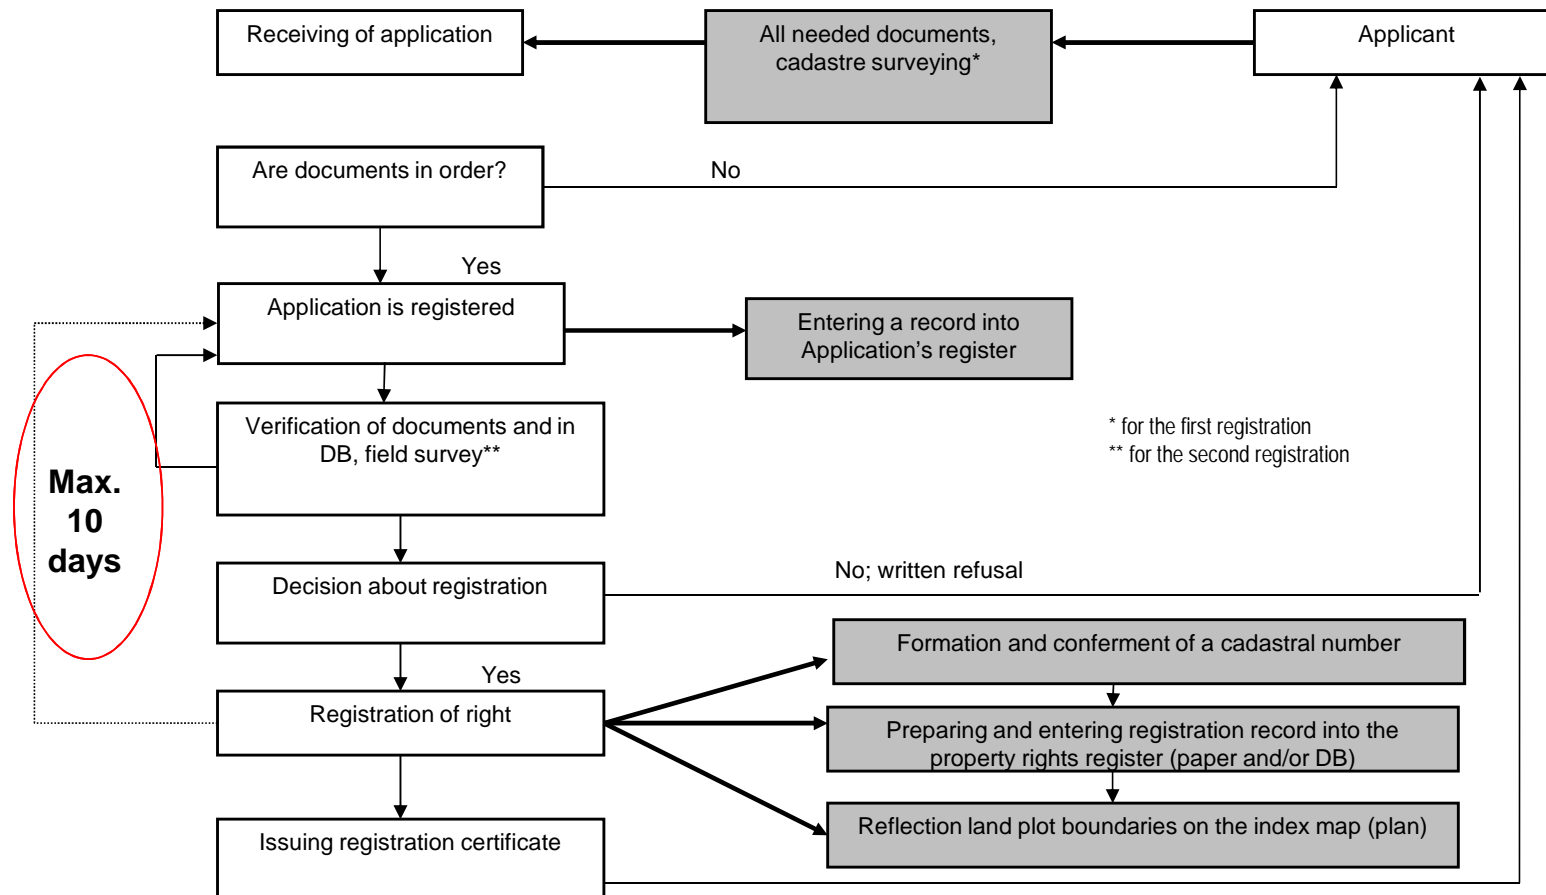 Receiving of application
All needed documents,
cadastre surveying*
Applicant
Are documents in order?
No
Yes
Application is registered
Entering a record into
Application’s register
Verification of documents and in
DB, field survey**
* for the first registration
** for the second registration
Max.
10
days
Decision about registration
No; written refusal
Yes
Formation and conferment of a cadastral number
Registration of right
Preparing and entering registration record into the
property rights register (paper and/or DB)
Issuing registration certificate
Reflection land plot boundaries on the index map (plan)